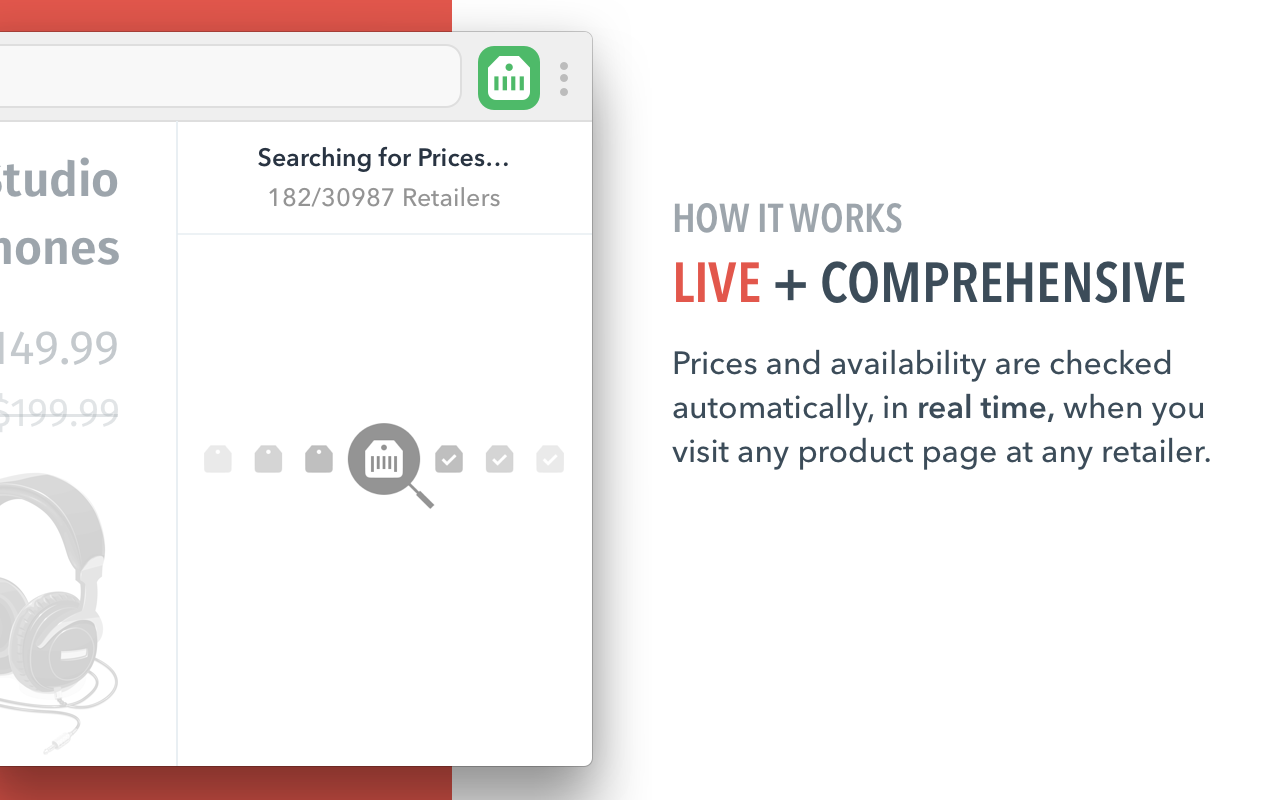 Studio
hones
149.99
$199.99
Searching for Prices...
182/30987 Retailers
HOW IT WORKS
LIVE + COMPREHENSIVE
Prices and availability are checked
automatically, in real time, when you
visit any product page at any retailer.